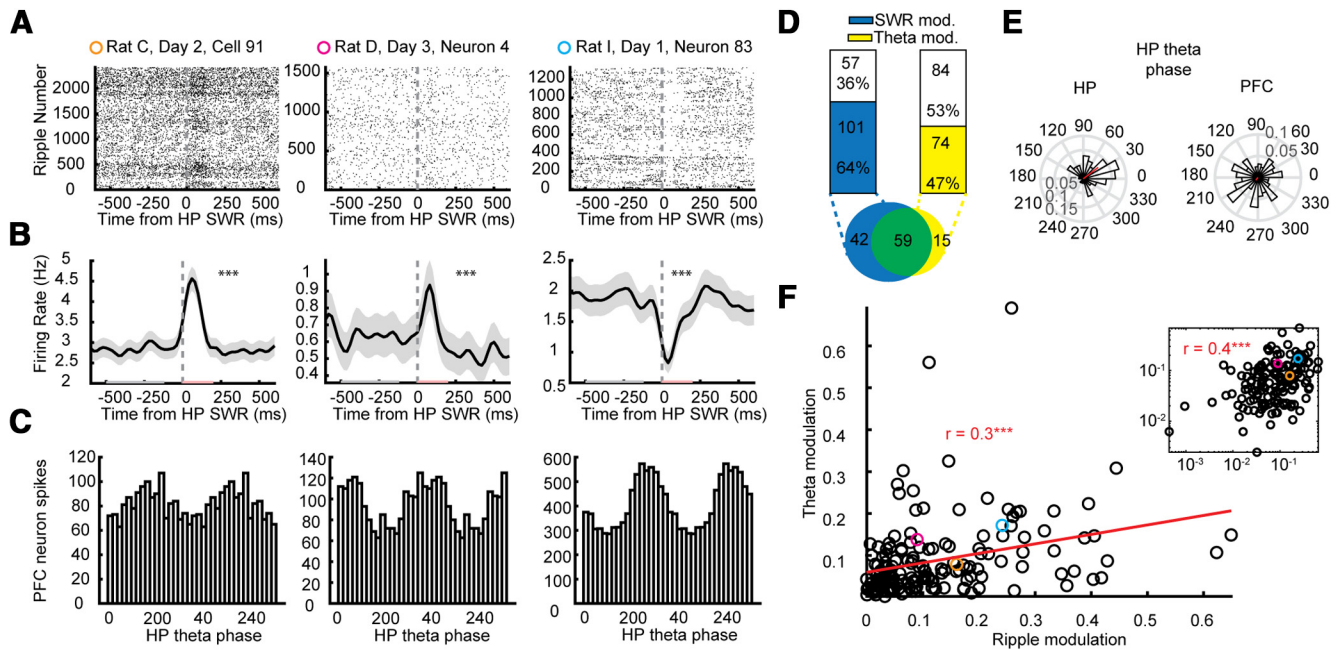 A
Rat C, Day 2, Cell 91
Rat D, Day 3, Neuron 4
Rat I, Day 1, Neuron 83
Ripple Number
2000
1500
1000
500
0
-500 -250 0 250 500
Time from HP SWR (ms)
1500
1000
500
0
-500 -250 0 250 500
Time from HP SWR (ms)
1200
1000
800
600
400
200
0
-500 -250 0 250 500
Time from HP SWR (ms)
B
Firing Rate (Hz)
5
4.5
4
3.5
3
2.5
2
***
-500 -250 0 250 500
Time from HP SWR (ms)
1
0.9
0.8
0.7
0.6
0.5
0.4
***
-500 -250 0 250 500
Time from HP SWR (ms)
2.5
2
1.5
1
0.5
***
-500 -250 0 250 500
Time from HP SWR (ms)
C
PFC neuron spikes
120
100
80
60
40
20
0
0 200 40 240
HP theta phase
140
120
100
80
60
40
20
0
0 200 40 240
HP theta phase
600
500
400
300
200
100
0
0 200 40 240
HP theta phase
D
SWR mod.
Theta mod.
57
36%
101
64%
84
53%
74
47%
42 59 15
E
HP theta
phase
HP
90
120 60
150 30
180 0
210 330
240 300
270
0.05
0.1
0.15
PFC
90
120 60
150 30
180 0
210 330
240 300
270
0.1
0.05
F
Theta modulation
0.6
0.5
0.4
0.3
0.2
0.1
r = 0.3***
0 0.1 0.2 0.3 0.4 0.5 0.6
Ripple modulation
r = 0.4***
10-1
10-2
10-3 10-2 10-1